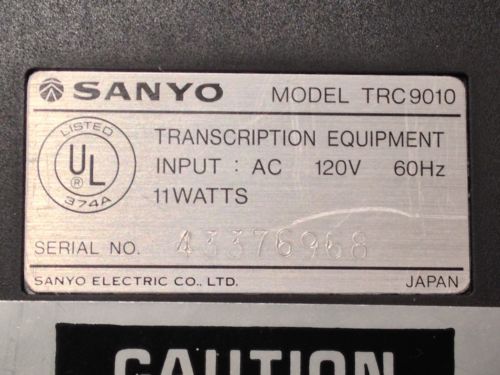 SANYO MODEL TRC9010
LISTED
UL
®
374A
TRANSCRIPTION EQUIPMENT
INPUT : AC 120V 60Hz
11WATTS
SERIAL NO. 43376968
SANYO ELECTRIC CO., LTD. JAPAN
CAUTION